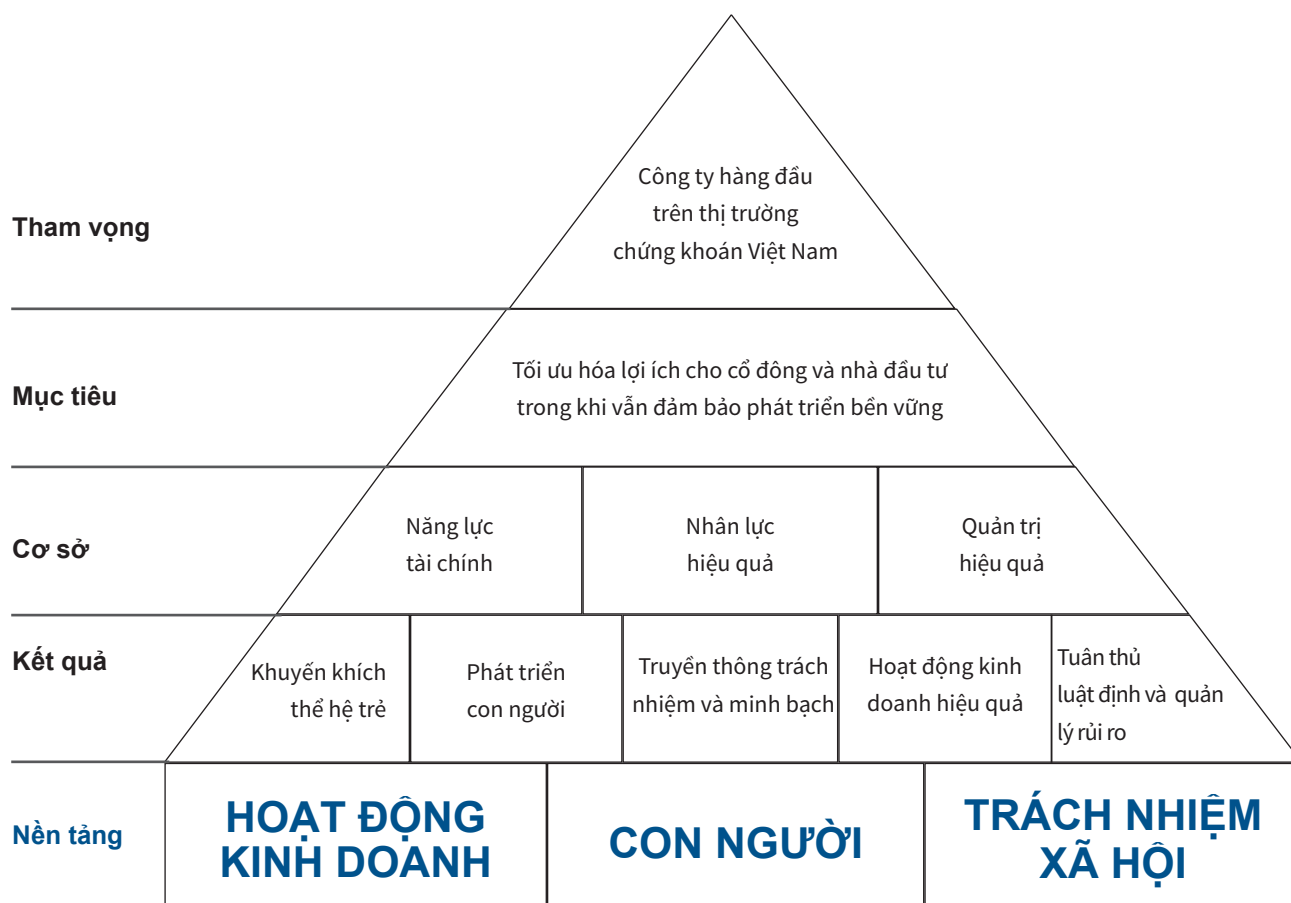 Công ty hàng đầu
trên thị trường
chứng khoán Việt Nam
Tham vọng
Tối ưu hóa lợi ích cho cổ đông và nhà đầu tư
trong khi vẫn đảm bảo phát triển bền vững
Mục tiêu
Năng lực
tài chính
Nhân lực
hiệu quả
Quản trị
hiệu quả
Cơ sở
Kết quả
Khuyến khích
thể hệ trẻ
Phát triển
con người
Truyền thông trách
nhiệm và minh bạch
Hoạt động kinh
doanh hiệu quả
Tuân thủ
luật định và quản
lý rủi ro
Nền tảng
HOẠT ĐỘNG
KINH DOANH
CON NGƯỜI
TRÁCH NHIỆM
XÃ HỘI